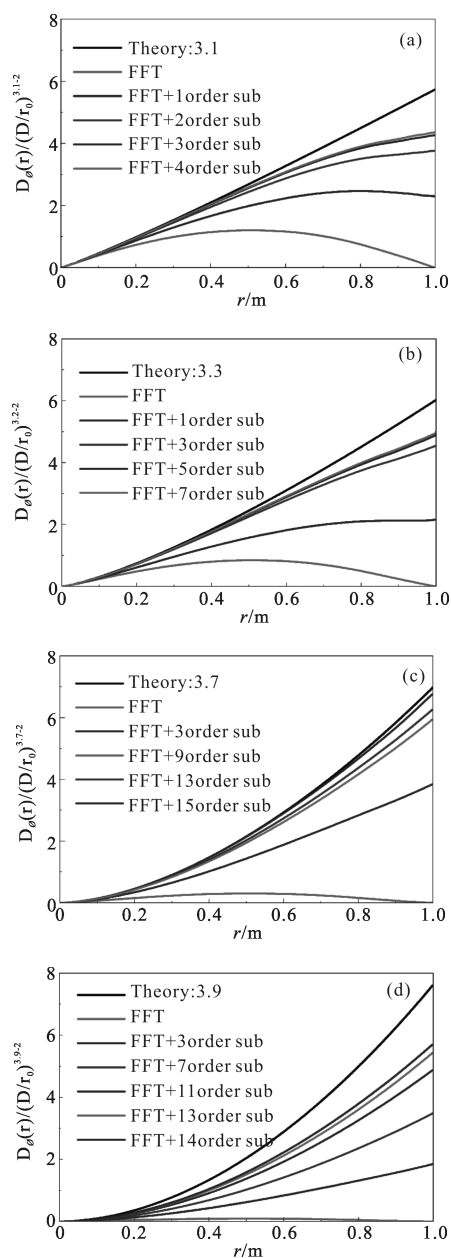 8
(a)
Theory:3.1
FFT
6
FFT+1order sub
FFT+2order sub
4
FFT+3order sub
FFT+4order sub
2
0
D_ø(r)/(D/r₀)^3.1-2
0 0.2 0.4 0.6 0.8 1.0
r/m
8
(b)
Theory:3.3
FFT
6
FFT+1order sub
FFT+3order sub
4
FFT+5order sub
FFT+7order sub
2
0
D_ø(r)/(D/r₀)^3.2-2
0 0.2 0.4 0.6 0.8 1.0
r/m
8
(c)
Theory:3.7
FFT
6
FFT+3order sub
FFT+9order sub
4
FFT+13order sub
FFT+15order sub
2
0
D_ø(r)/(D/r₀)^3.7-2
0 0.2 0.4 0.6 0.8 1.0
r/m
8
(d)
Theory:3.9
FFT
6
FFT+3order sub
FFT+7order sub
4
FFT+11order sub
FFT+13order sub
FFT+14order sub
2
0
D_ø(r)/(D/r₀)^3.9-2
0 0.2 0.4 0.6 0.8 1.0
r/m